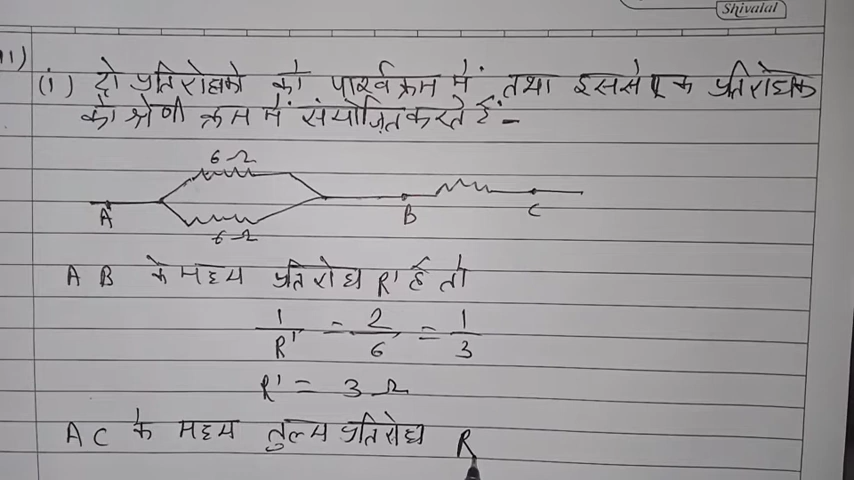 Shivalal
11)
(i) दो प्रतिरोधको को पार्श्व क्रम में तथा इससे एक प्रतिरोधक
को श्रेणी क्रम में संयोजित करते हैं:-
6 Ω
A B C
6 Ω
A B के मध्य प्रतिरोध R' है तो
1/R' = 2/6 = 1/3
R' = 3 Ω
A C के मध्य तुल्य प्रतिरोध R